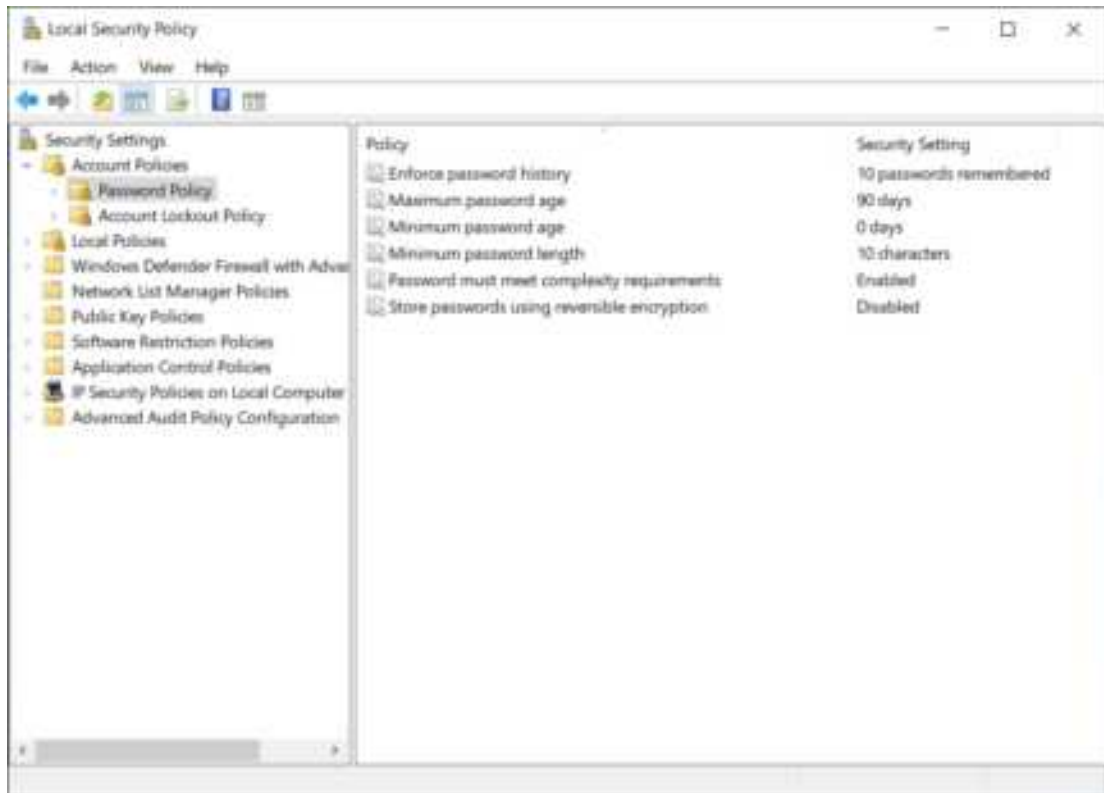 Local Security Policy
File Action View Help
Security Settings
Account Policies
Password Policy
Account Lockout Policy
Local Policies
Windows Defender Firewall with Advar
Network List Manager Policies
Public Key Policies
Software Restriction Policies
Application Control Policies
IP Security Policies on Local Computer
Advanced Audit Policy Configuration
Policy Security Setting
Enforce password history 10 passwords remembered
Maximum password age 90 days
Minimum password age 0 days
Minimum password length 10 characters
Password must meet complexity requirements Enabled
Store passwords using reversible encryption Disabled